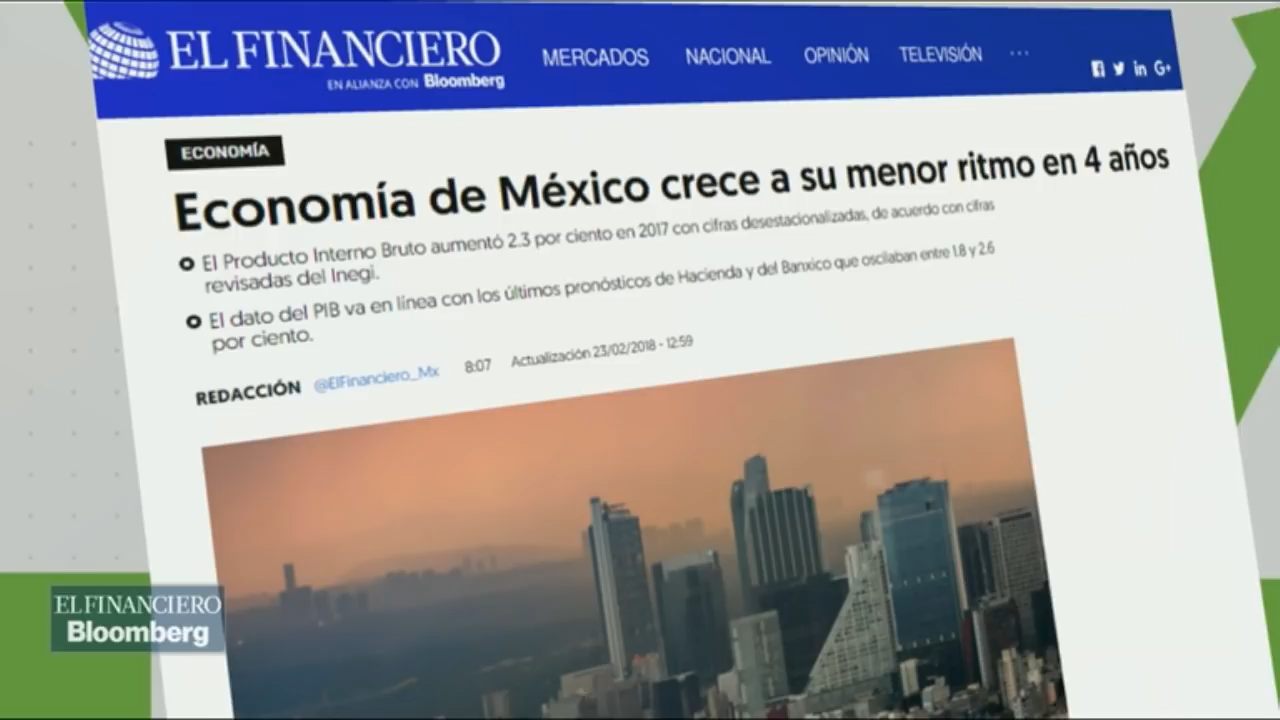 EL FINANCIERO
EN ALIANZA CON Bloomberg
MERCADOS NACIONAL OPINIÓN TELEVISIÓN ...
ECONOMÍA
Economía de México crece a su menor ritmo en 4 años
El Producto Interno Bruto aumentó 2.3 por ciento en 2017 con cifras desestacionalizadas, de acuerdo con cifras
revisadas del Inegi.
El dato del PIB va en línea con los últimos pronósticos de Hacienda y del Banxico que oscilaban entre 1.8 y 2.6
por ciento.
REDACCIÓN @ElFinanciero_Mx 8:07 Actualización 23/02/2018 - 12:59
EL FINANCIERO
Bloomberg